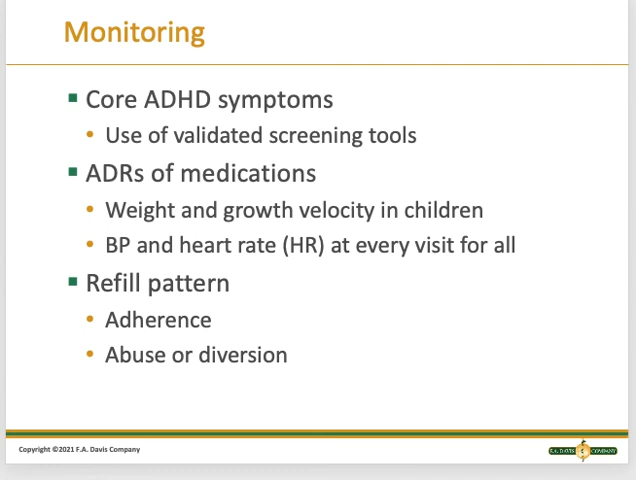 Monitoring
Core ADHD symptoms
Use of validated screening tools
ADRs of medications
Weight and growth velocity in children
BP and heart rate (HR) at every visit for all
Refill pattern
Adherence
Abuse or diversion
Copyright ©2021 F.A. Davis Company
F.A. DAVIS COMPANY